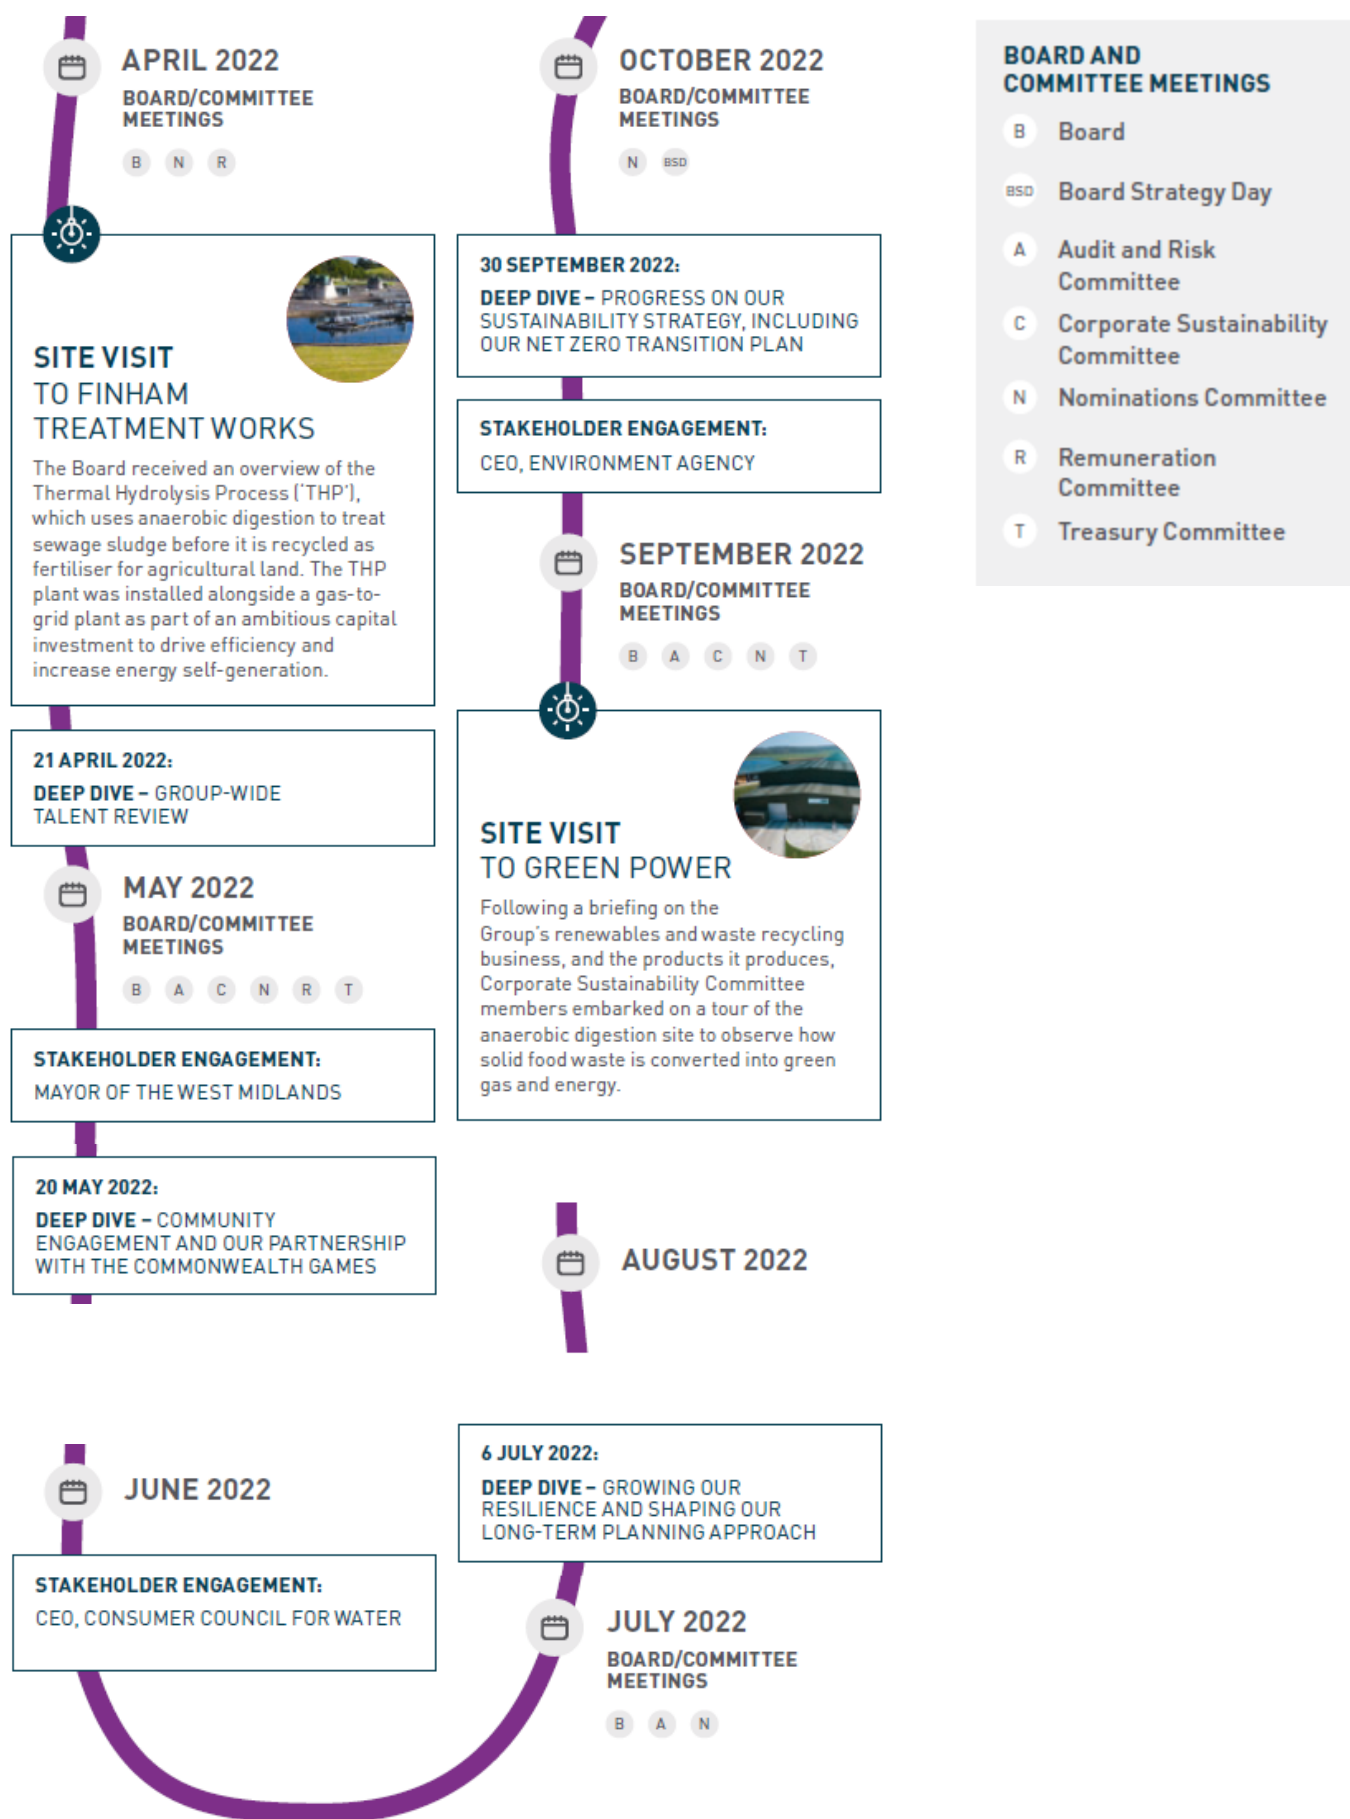 APRIL 2022
BOARD/COMMITTEE
MEETINGS
B N R
SITE VISIT
TO FINHAM
TREATMENT WORKS
The Board received an overview of the
Thermal Hydrolysis Process (‘THP’),
which uses anaerobic digestion to treat
sewage sludge before it is recycled as
fertiliser for agricultural land. The THP
plant was installed alongside a gas-to-
grid plant as part of an ambitious capital
investment to drive efficiency and
increase energy self-generation.
21 APRIL 2022:
DEEP DIVE – GROUP-WIDE
TALENT REVIEW
MAY 2022
BOARD/COMMITTEE
MEETINGS
B A C N R T
STAKEHOLDER ENGAGEMENT:
MAYOR OF THE WEST MIDLANDS
20 MAY 2022:
DEEP DIVE – COMMUNITY
ENGAGEMENT AND OUR PARTNERSHIP
WITH THE COMMONWEALTH GAMES
JUNE 2022
STAKEHOLDER ENGAGEMENT:
CEO, CONSUMER COUNCIL FOR WATER
OCTOBER 2022
BOARD/COMMITTEE
MEETINGS
N BSD
30 SEPTEMBER 2022:
DEEP DIVE – PROGRESS ON OUR
SUSTAINABILITY STRATEGY, INCLUDING
OUR NET ZERO TRANSITION PLAN
STAKEHOLDER ENGAGEMENT:
CEO, ENVIRONMENT AGENCY
SEPTEMBER 2022
BOARD/COMMITTEE
MEETINGS
B A C N T
SITE VISIT
TO GREEN POWER
Following a briefing on the
Group’s renewables and waste recycling
business, and the products it produces,
Corporate Sustainability Committee
members embarked on a tour of the
anaerobic digestion site to observe how
solid food waste is converted into green
gas and energy.
AUGUST 2022
6 JULY 2022:
DEEP DIVE – GROWING OUR
RESILIENCE AND SHAPING OUR
LONG-TERM PLANNING APPROACH
JULY 2022
BOARD/COMMITTEE
MEETINGS
B A N
BOARD AND
COMMITTEE MEETINGS
B Board
BSD Board Strategy Day
A Audit and Risk
Committee
C Corporate Sustainability
Committee
N Nominations Committee
R Remuneration
Committee
T Treasury Committee